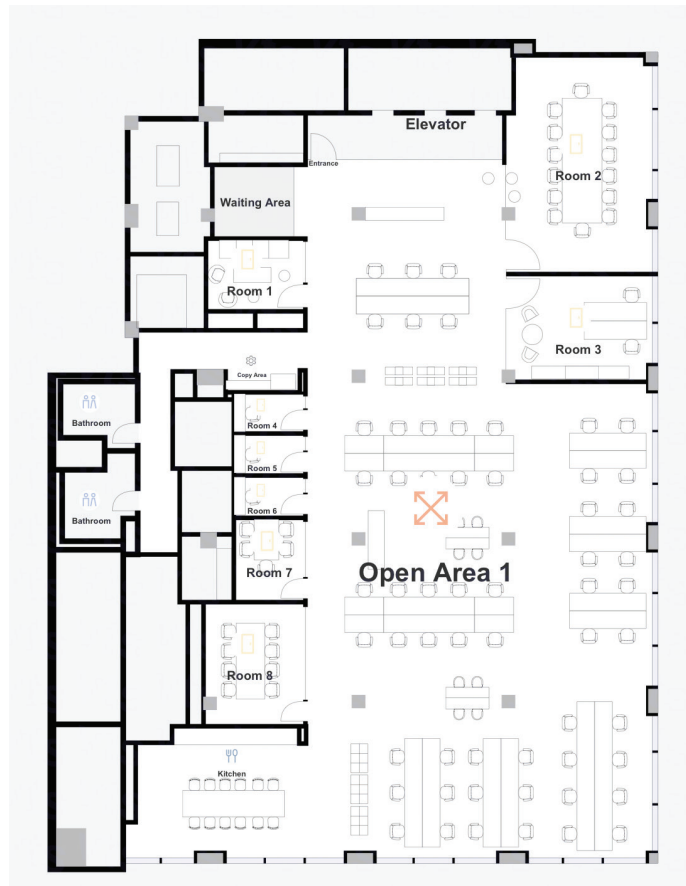 Elevator
Entrance
Room 2
Waiting Area
Room 1
Room 3
Copy Area
Bathroom
Room 4
Room 5
Room 6
Bathroom
Room 7
Open Area 1
Room 8
Kitchen